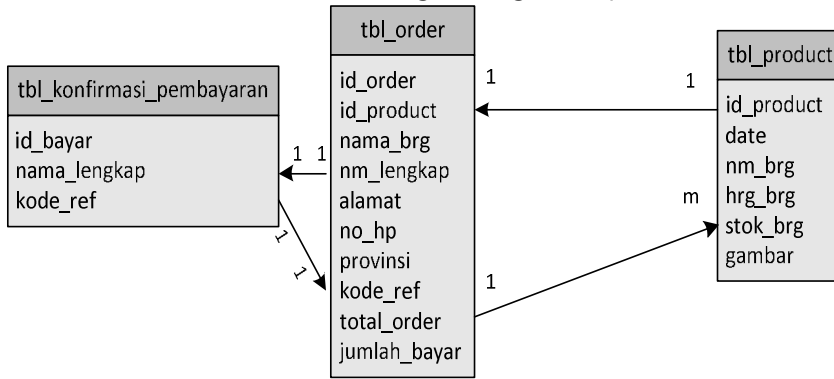 tbl_konfirmasi_pembayaran
id_bayar
nama_lengkap
kode_ref
1
1
1
1
tbl_order
id_order
id_product
nama_brg
nm_lengkap
alamat
no_hp
provinsi
kode_ref
total_order
jumlah_bayar
1
1
1
m
tbl_product
id_product
date
nm_brg
hrg_brg
stok_brg
gambar